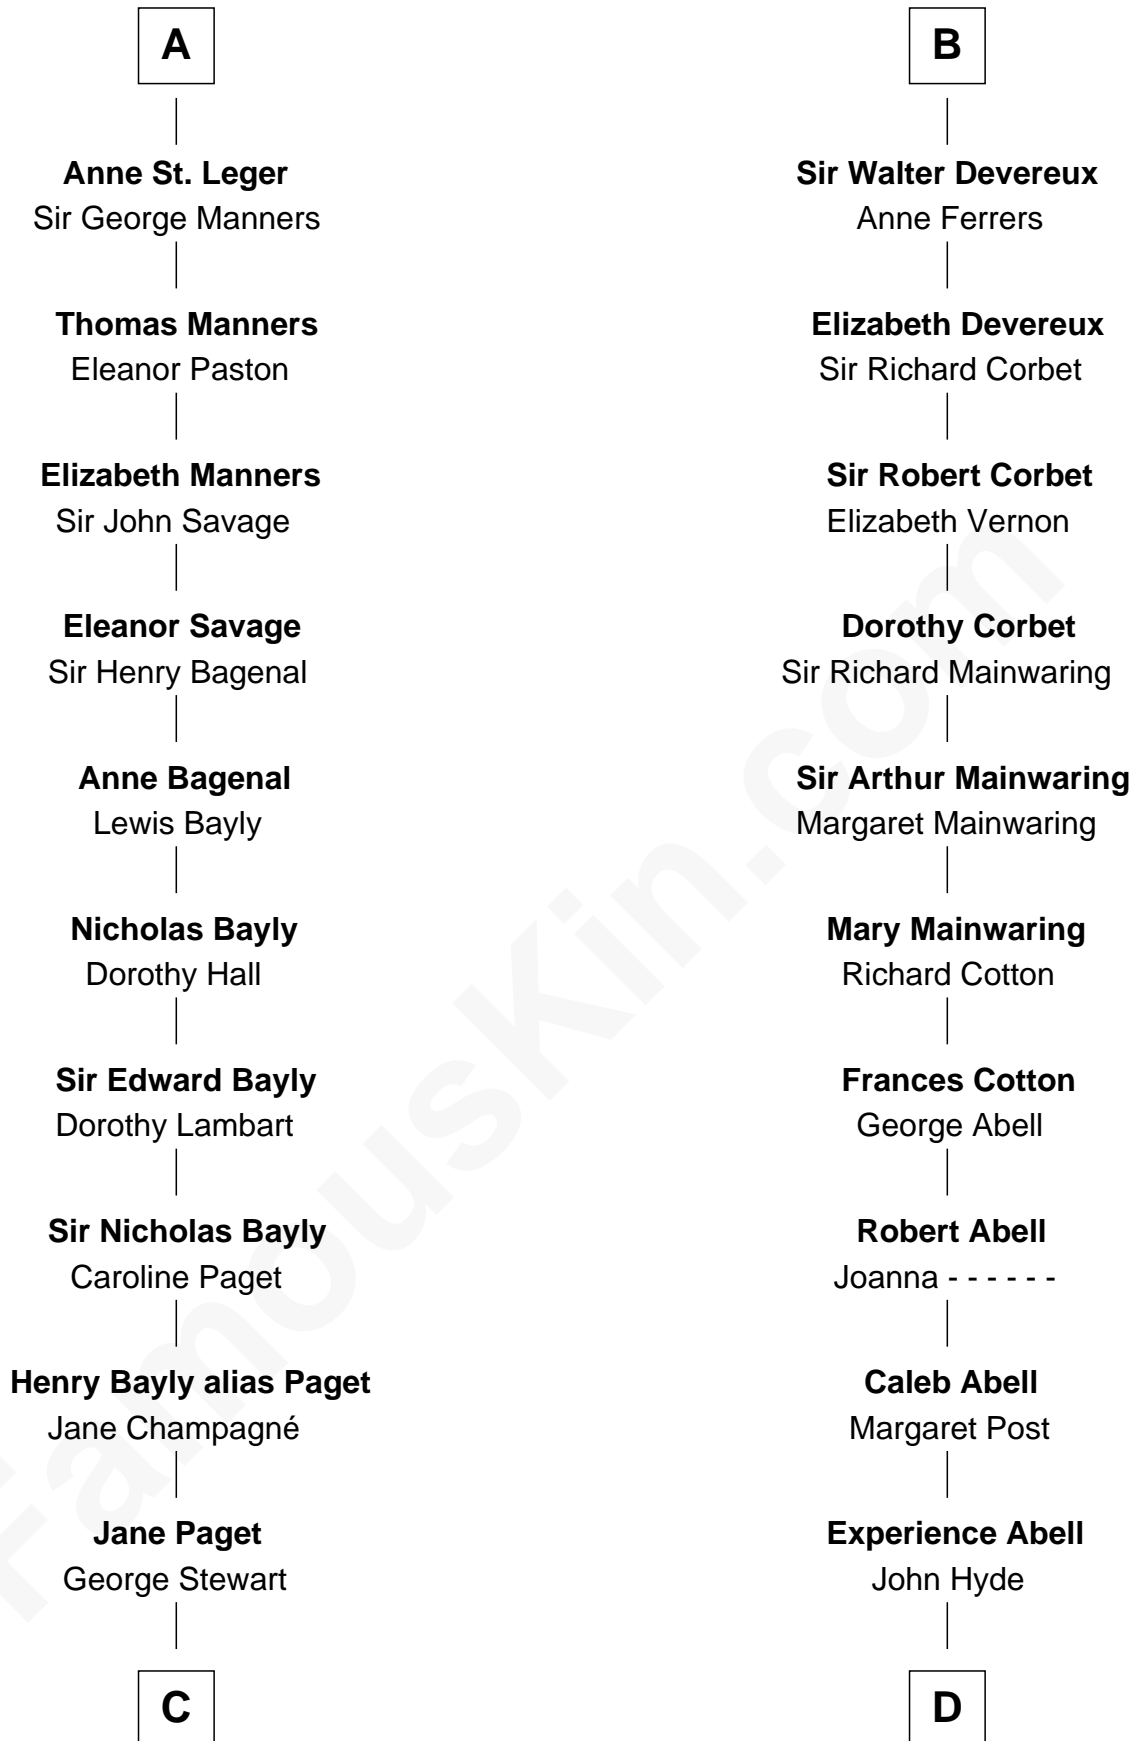 A
Anne St. Leger
Sir George Manners
Thomas Manners
Eleanor Paston
Elizabeth Manners
Sir John Savage
Eleanor Savage
Sir Henry Bagenal
Anne Bagenal
Lewis Bayly
Nicholas Bayly
Dorothy Hall
Sir Edward Bayly
Dorothy Lambart
Sir Nicholas Bayly
Caroline Paget
Henry Bayly alias Paget
Jane Champagné
Jane Paget
George Stewart
C
B
Sir Walter Devereux
Anne Ferrers
Elizabeth Devereux
Sir Richard Corbet
Sir Robert Corbet
Elizabeth Vernon
Dorothy Corbet
Sir Richard Mainwaring
Sir Arthur Mainwaring
Margaret Mainwaring
Mary Mainwaring
Richard Cotton
Frances Cotton
George Abell
Robert Abell
Joanna - - - - - -
Caleb Abell
Margaret Post
Experience Abell
John Hyde
D
FamousKin.com